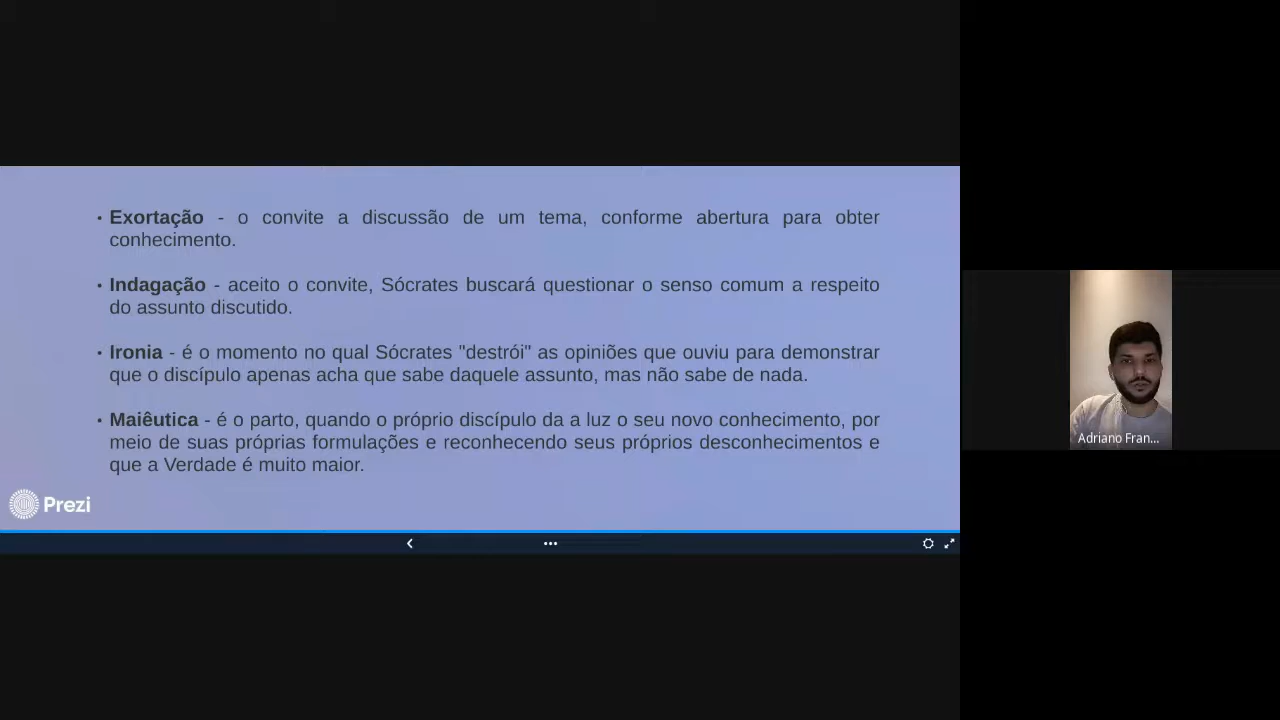 • Exortação - o convite a discussão de um tema, conforme abertura para obter
conhecimento.
• Indagação - aceito o convite, Sócrates buscará questionar o senso comum a respeito
do assunto discutido.
• Ironia - é o momento no qual Sócrates "destrói" as opiniões que ouviu para demonstrar
que o discípulo apenas acha que sabe daquele assunto, mas não sabe de nada.
• Maiêutica - é o parto, quando o próprio discípulo da a luz o seu novo conhecimento, por
meio de suas próprias formulações e reconhecendo seus próprios desconhecimentos e
que a Verdade é muito maior.
Prezi
Adriano Fran...